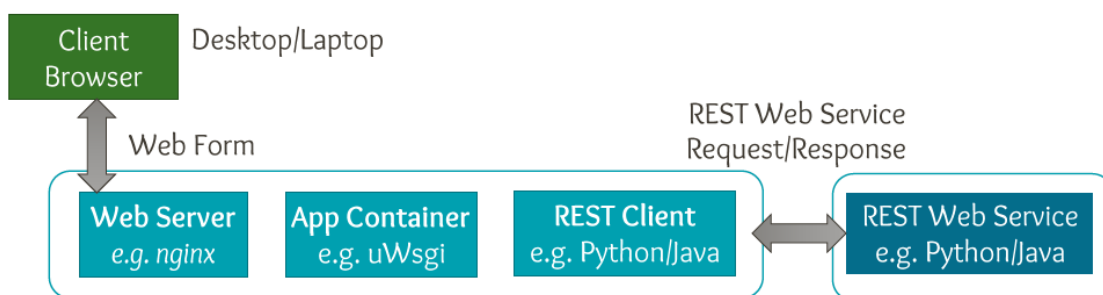 Client
Browser
Desktop/Laptop
Web Form
REST Web Service
Request/Response
Web Server
e.g. nginx
App Container
e.g. uWsgi
REST Client
e.g. Python/Java
REST Web Service
e.g. Python/Java